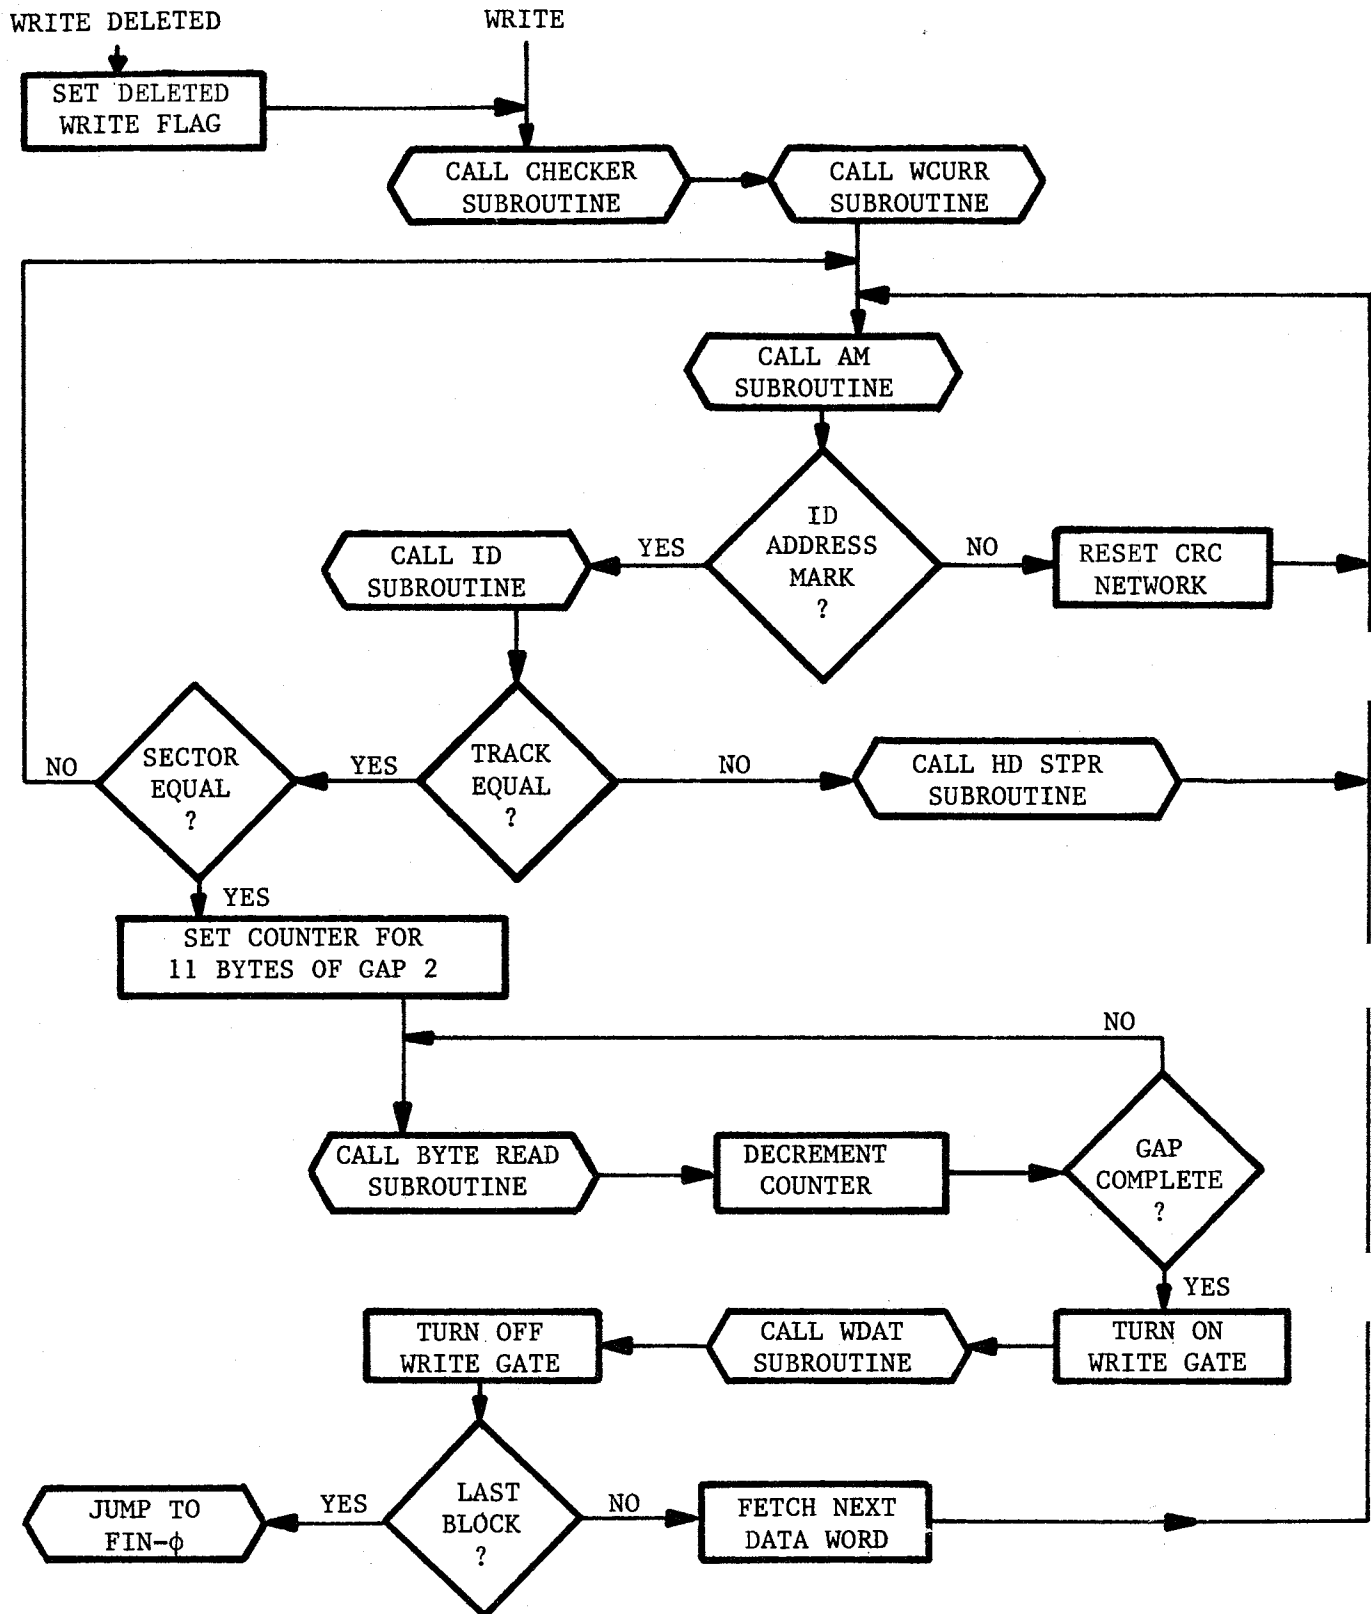 WRITE DELETED
WRITE
SET DELETED
WRITE FLAG
CALL CHECKER
SUBROUTINE
CALL WCURR
SUBROUTINE
CALL AM
SUBROUTINE
ID
ADDRESS
MARK
?
YES
NO
CALL ID
SUBROUTINE
RESET CRC
NETWORK
SECTOR
EQUAL
?
NO
YES
TRACK
EQUAL
?
NO
CALL HD STPR
SUBROUTINE
YES
SET COUNTER FOR
11 BYTES OF GAP 2
NO
CALL BYTE READ
SUBROUTINE
DECREMENT
COUNTER
GAP
COMPLETE
?
YES
TURN OFF
WRITE GATE
CALL WDAT
SUBROUTINE
TURN ON
WRITE GATE
JUMP TO
FIN-ϕ
YES
LAST
BLOCK
?
NO
FETCH NEXT
DATA WORD